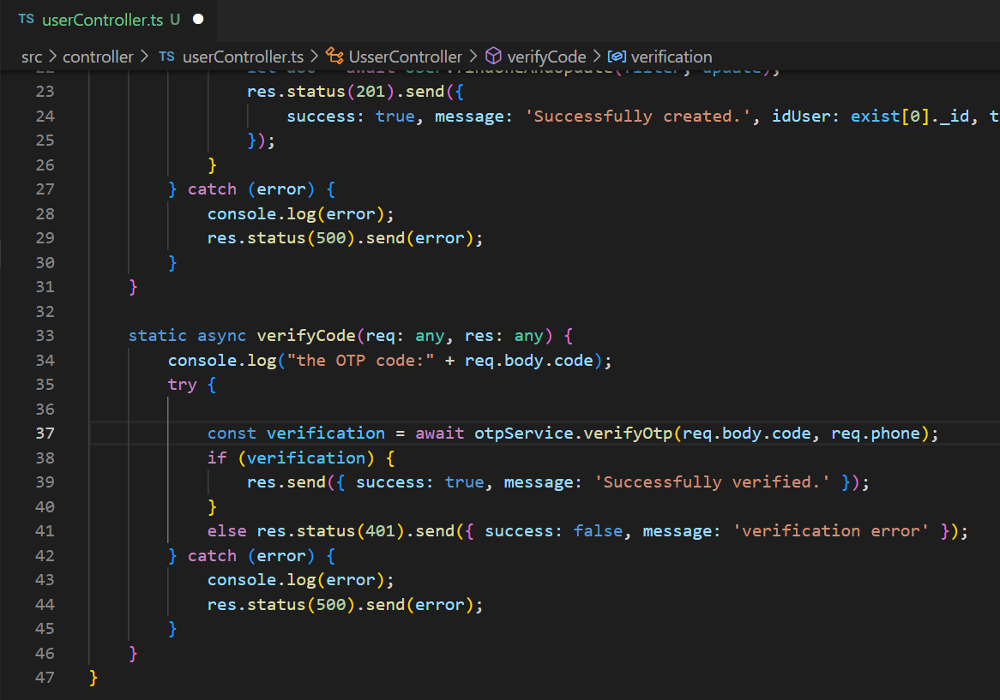 TS userController.ts U
src > controller > TS userController.ts > UsserController > verifyCode > verification
23 res.status(201).send({
24 success: true, message: 'Successfully created.', idUser: exist[0]._id, t
25 });
26 }
27 } catch (error) {
28 console.log(error);
29 res.status(500).send(error);
30 }
31 }
32
33 static async verifyCode(req: any, res: any) {
34 console.log("the OTP code:" + req.body.code);
35 try {
36
37 const verification = await otpService.verifyOtp(req.body.code, req.phone);
38 if (verification) {
39 res.send({ success: true, message: 'Successfully verified.' });
40 }
41 else res.status(401).send({ success: false, message: 'verification error' });
42 } catch (error) {
43 console.log(error);
44 res.status(500).send(error);
45 }
46 }
47 }